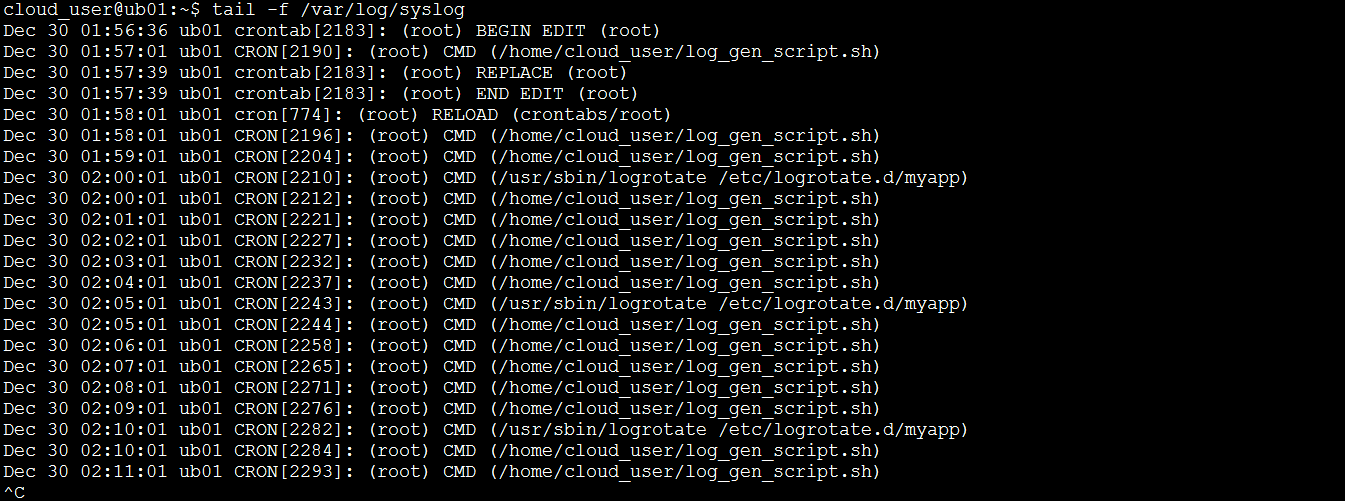 cloud_user@ub01:~$ tail -f /var/log/syslog
Dec 30 01:56:36 ub01 crontab[2183]: (root) BEGIN EDIT (root)
Dec 30 01:57:01 ub01 CRON[2190]: (root) CMD (/home/cloud_user/log_gen_script.sh)
Dec 30 01:57:39 ub01 crontab[2183]: (root) REPLACE (root)
Dec 30 01:57:39 ub01 crontab[2183]: (root) END EDIT (root)
Dec 30 01:58:01 ub01 cron[774]: (root) RELOAD (crontabs/root)
Dec 30 01:58:01 ub01 CRON[2196]: (root) CMD (/home/cloud_user/log_gen_script.sh)
Dec 30 01:59:01 ub01 CRON[2204]: (root) CMD (/home/cloud_user/log_gen_script.sh)
Dec 30 02:00:01 ub01 CRON[2210]: (root) CMD (/usr/sbin/logrotate /etc/logrotate.d/myapp)
Dec 30 02:00:01 ub01 CRON[2212]: (root) CMD (/home/cloud_user/log_gen_script.sh)
Dec 30 02:01:01 ub01 CRON[2221]: (root) CMD (/home/cloud_user/log_gen_script.sh)
Dec 30 02:02:01 ub01 CRON[2227]: (root) CMD (/home/cloud_user/log_gen_script.sh)
Dec 30 02:03:01 ub01 CRON[2232]: (root) CMD (/home/cloud_user/log_gen_script.sh)
Dec 30 02:04:01 ub01 CRON[2237]: (root) CMD (/home/cloud_user/log_gen_script.sh)
Dec 30 02:05:01 ub01 CRON[2243]: (root) CMD (/usr/sbin/logrotate /etc/logrotate.d/myapp)
Dec 30 02:05:01 ub01 CRON[2244]: (root) CMD (/home/cloud_user/log_gen_script.sh)
Dec 30 02:06:01 ub01 CRON[2258]: (root) CMD (/home/cloud_user/log_gen_script.sh)
Dec 30 02:07:01 ub01 CRON[2265]: (root) CMD (/home/cloud_user/log_gen_script.sh)
Dec 30 02:08:01 ub01 CRON[2271]: (root) CMD (/home/cloud_user/log_gen_script.sh)
Dec 30 02:09:01 ub01 CRON[2276]: (root) CMD (/home/cloud_user/log_gen_script.sh)
Dec 30 02:10:01 ub01 CRON[2282]: (root) CMD (/usr/sbin/logrotate /etc/logrotate.d/myapp)
Dec 30 02:10:01 ub01 CRON[2284]: (root) CMD (/home/cloud_user/log_gen_script.sh)
Dec 30 02:11:01 ub01 CRON[2293]: (root) CMD (/home/cloud_user/log_gen_script.sh)
^C